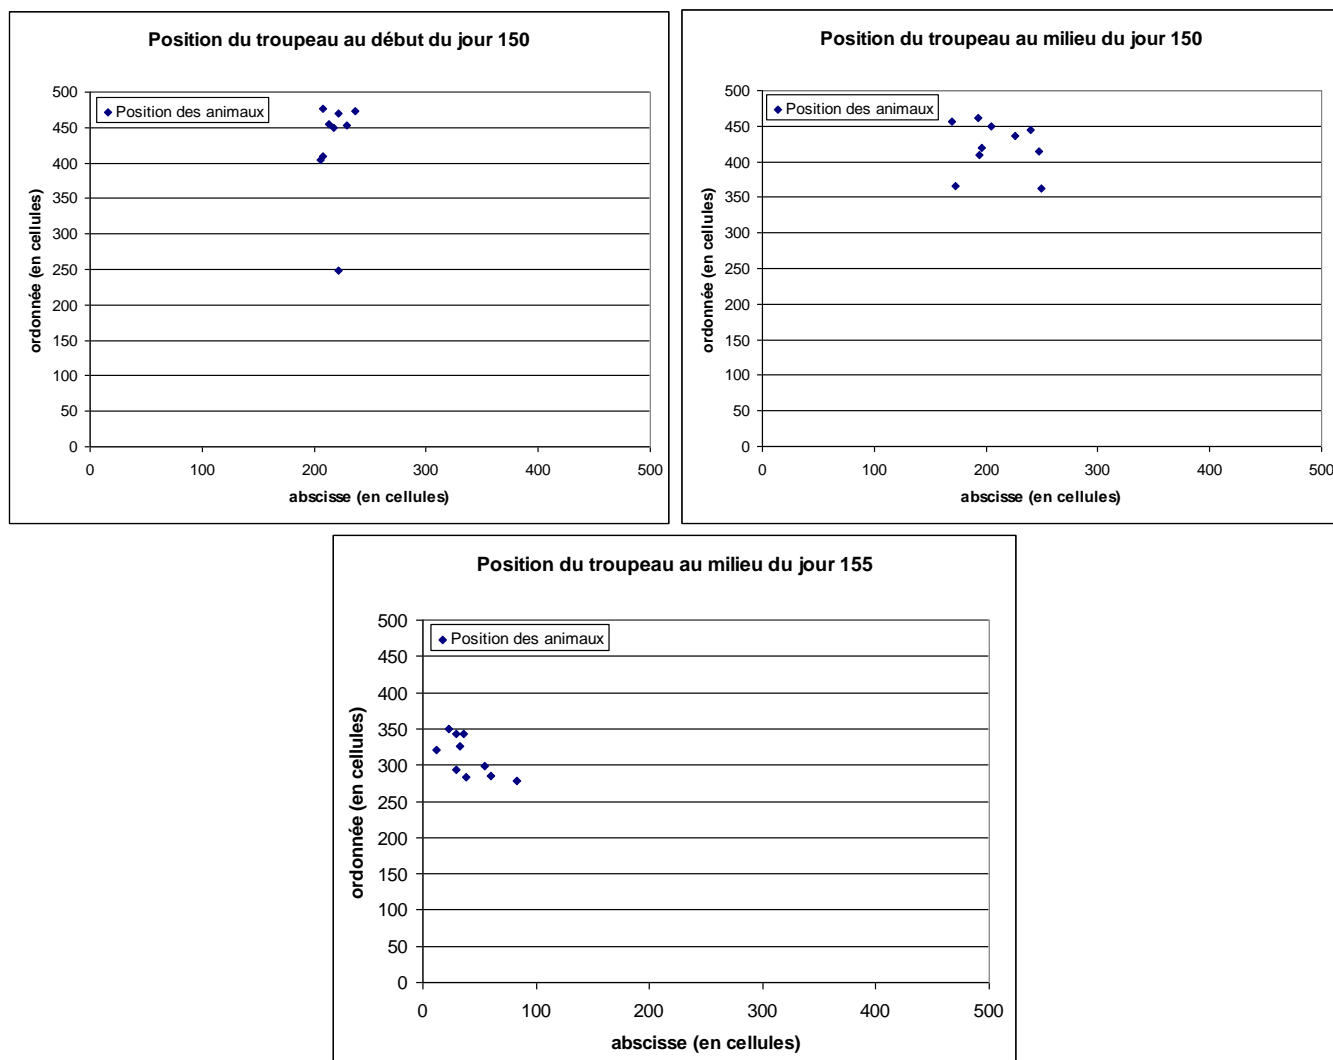 Position du troupeau au début du jour 150
500
450
400
350
300
250
200
150
100
50
0
ordonnée (en cellules)
Position des animaux
0 100 200 300 400 500
abscisse (en cellules)
Position du troupeau au milieu du jour 150
500
450
400
350
300
250
200
150
100
50
0
ordonnée (en cellules)
Position des animaux
0 100 200 300 400 500
abscisse (en cellules)
Position du troupeau au milieu du jour 155
500
450
400
350
300
250
200
150
100
50
0
ordonnée (en cellules)
Position des animaux
0 100 200 300 400 500
abscisse (en cellules)